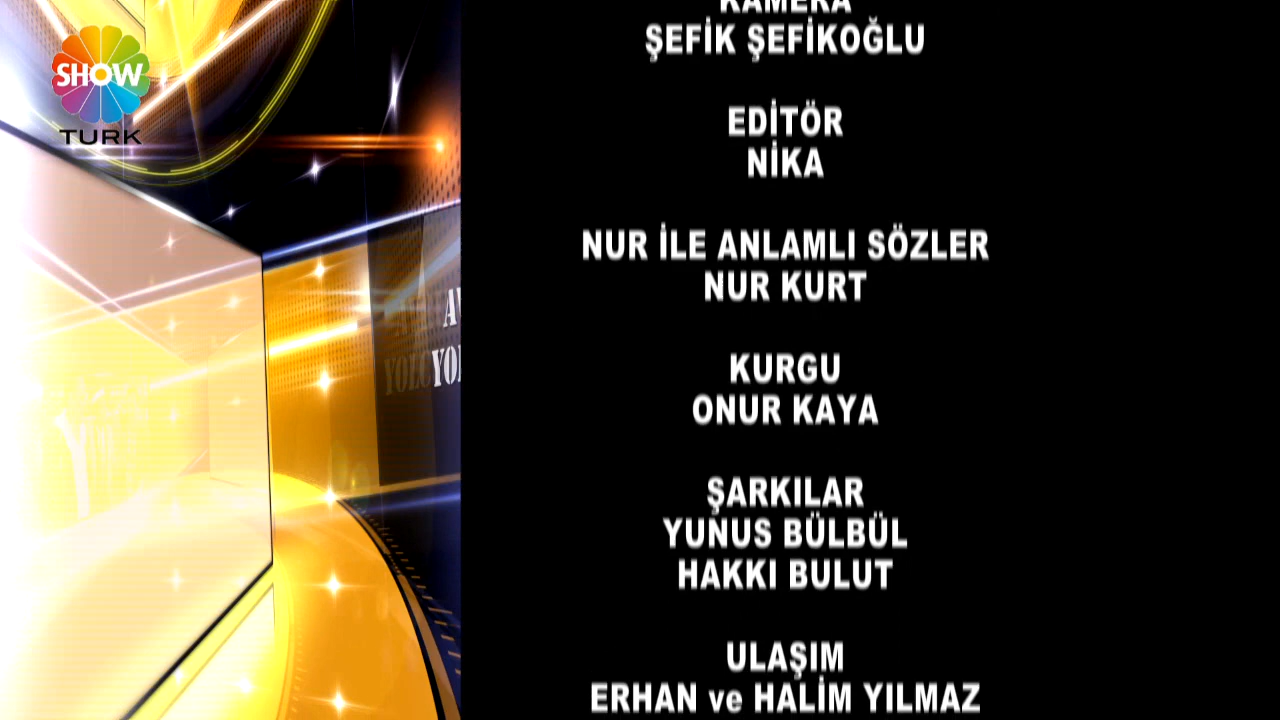 SHOW
TURK
KAMERA
ŞEFİK ŞEFİKOĞLU
EDİTÖR
NİKA
NUR İLE ANLAMLI SÖZLER
NUR KURT
KURGU
ONUR KAYA
ŞARKILAR
YUNUS BÜLBÜL
HAKKI BULUT
ULAŞIM
ERHAN ve HALİM YILMAZ